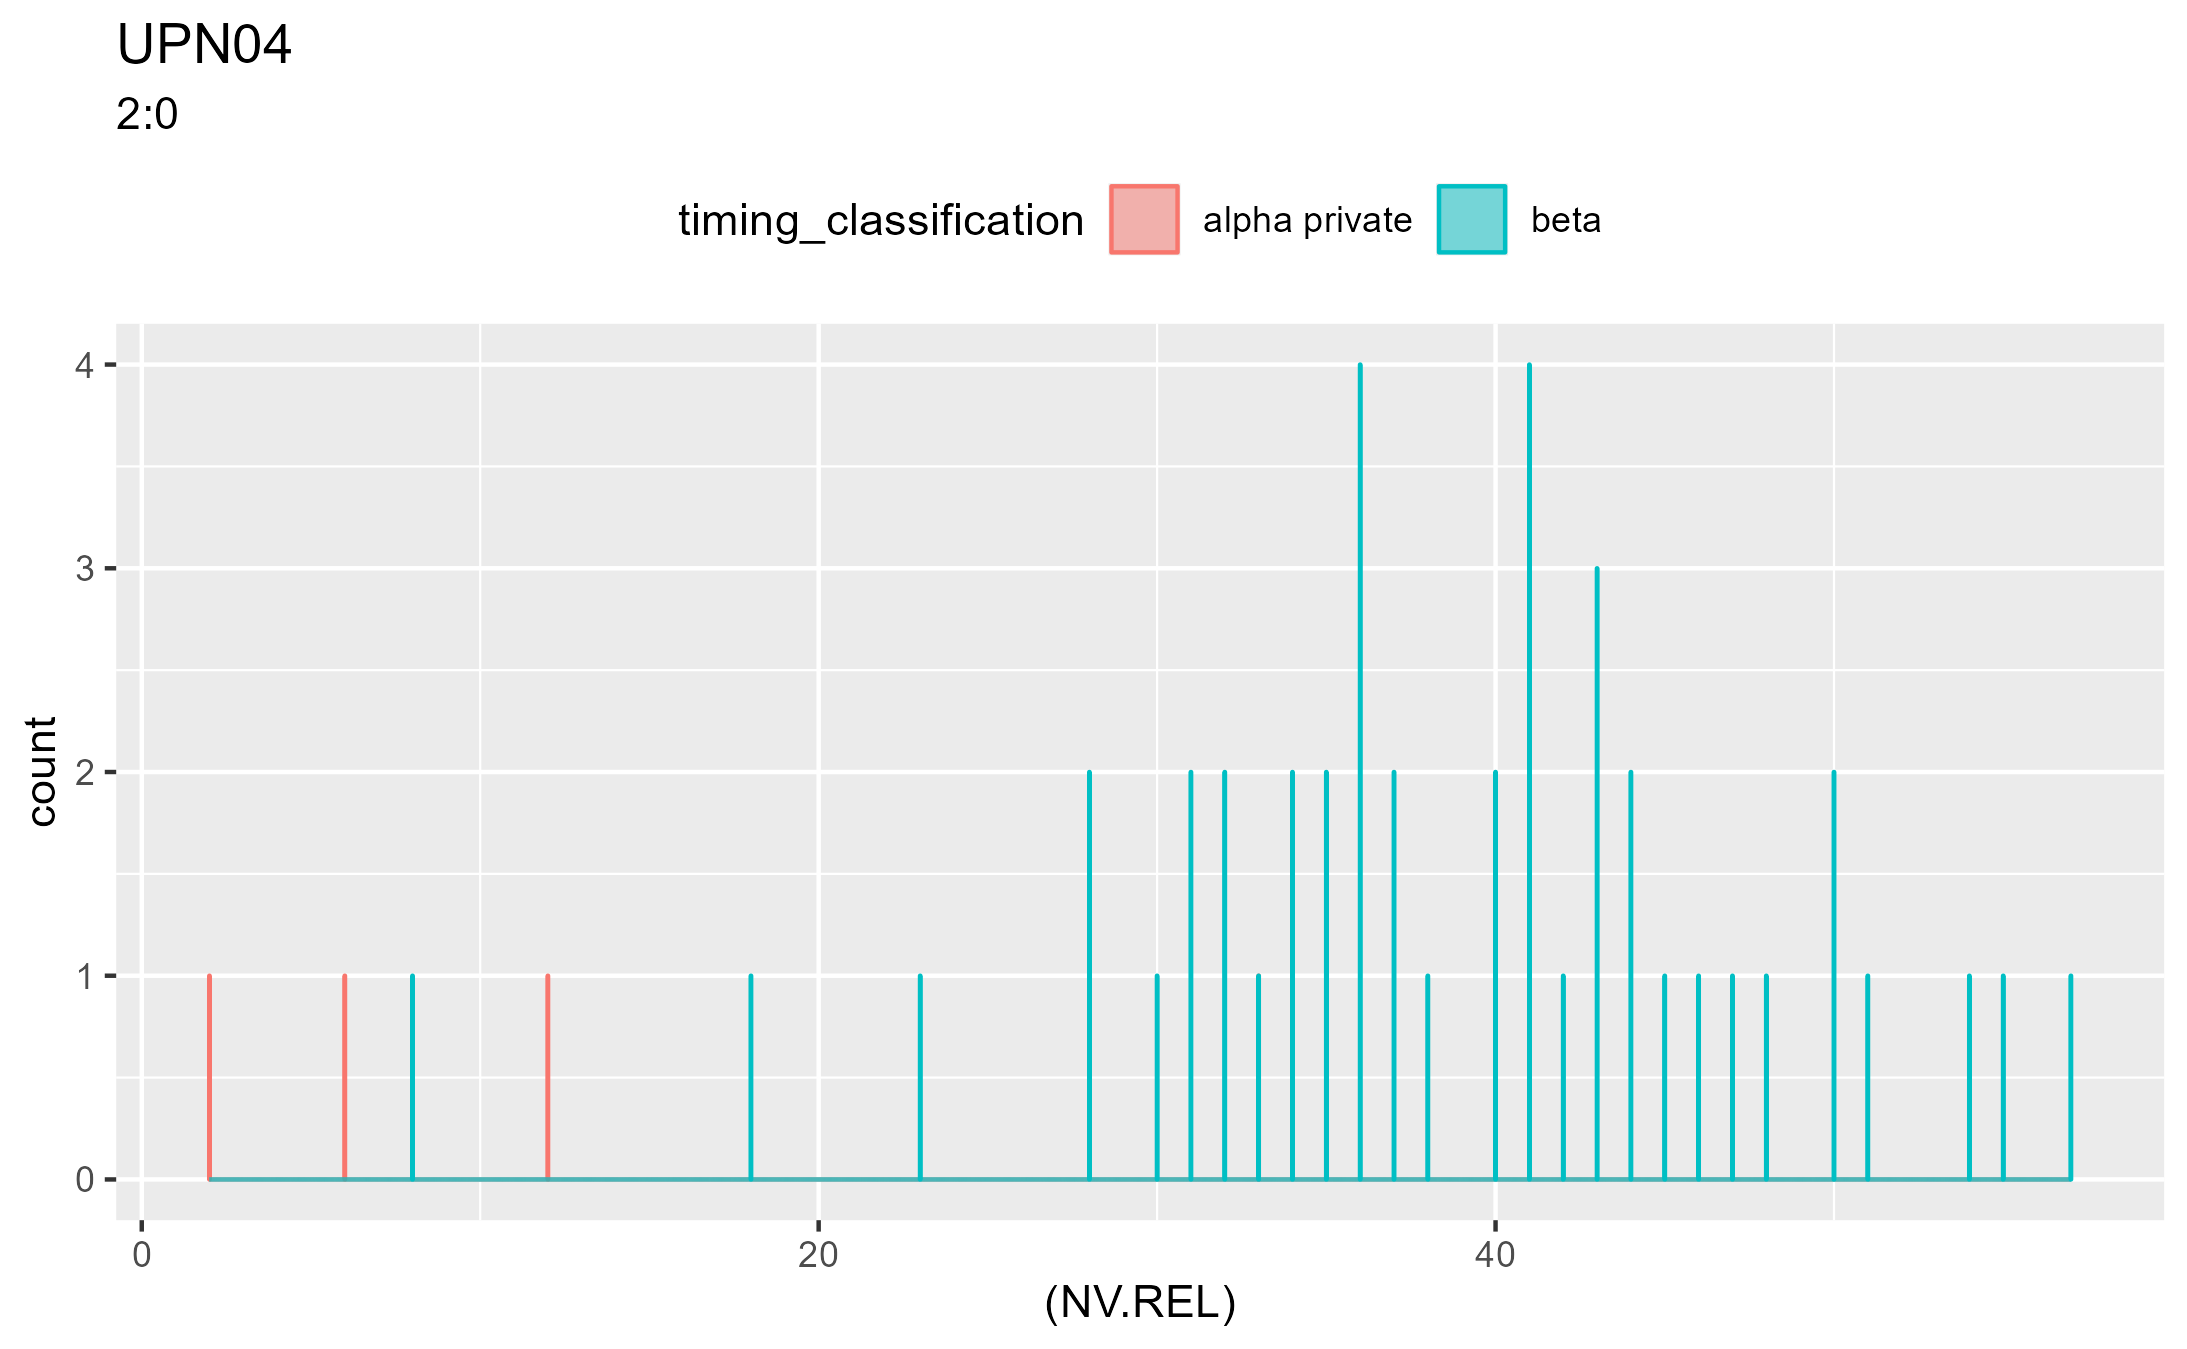 UPN04
2:0
timing_classification alpha private beta
4
3
2
1
0
count
0 20 40
(NV.REL)